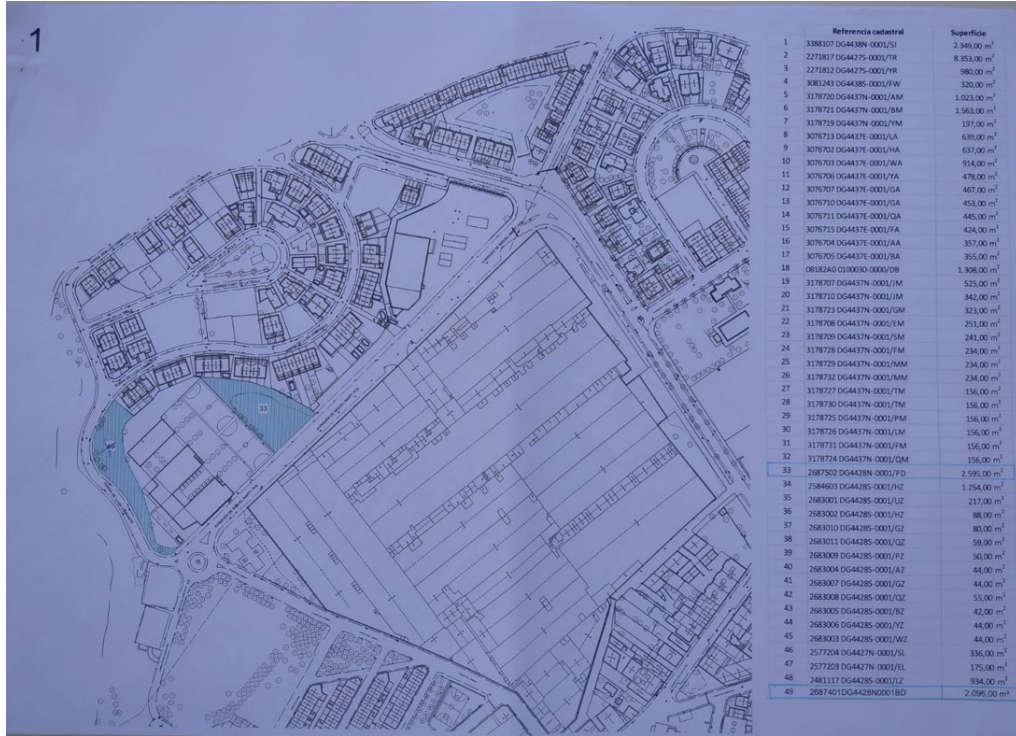 1
Referencia cadastral Superfície
1 3388107 DG4438N-0001/SJ 2.349,00 m²
2 2271817 DG4427S-0001/TR 8.353,00 m²
3 2271812 DG4427S-0001/YR 980,00 m²
4 3081243 DG4438S-0001/FW 320,00 m²
5 3178720 DG4437N-0001/AM 1.023,00 m²
6 3178721 DG4437N-0001/BM 1.563,00 m²
7 3178719 DG4437N-0001/YM 197,00 m²
8 3076713 DG4437E-0001/LA 639,00 m²
9 3076702 DG4437E-0001/HA 637,00 m²
10 3076703 DG4437E-0001/WA 914,00 m²
11 3076706 DG4437E-0001/YA 478,00 m²
12 3076707 DG4437E-0001/GA 467,00 m²
13 3076710 DG4437E-0001/GA 453,00 m²
14 3076711 DG4437E-0001/QA 445,00 m²
15 3076715 DG4437E-0001/FA 424,00 m²
16 3076704 DG4437E-0001/AA 357,00 m²
17 3076705 DG4437E-0001/BA 355,00 m²
18 08182A0 0100030-0000/DB 1.308,00 m²
19 3178707 DG4437N-0001/JM 525,00 m²
20 3178710 DG4437N-0001/JM 342,00 m²
21 3178723 DG4437N-0001/GM 323,00 m²
22 3178708 DG4437N-0001/EM 251,00 m²
23 3178709 DG4437N-0001/SM 241,00 m²
24 3178728 DG4437N-0001/FM 234,00 m²
25 3178729 DG4437N-0001/MM 234,00 m²
26 3178732 DG4437N-0001/MM 234,00 m²
27 3178727 DG4437N-0001/TM 156,00 m²
28 3178730 DG4437N-0001/TM 156,00 m²
29 3178725 DG4437N-0001/PM 156,00 m²
30 3178726 DG4437N-0001/LM 156,00 m²
31 3178731 DG4437N-0001/FM 156,00 m²
32 3178724 DG4437N-0001/QM 156,00 m²
33 2687502 DG4428N-0001/PD 2.595,00 m²
34 2584603 DG4428S-0001/HZ 1.254,00 m²
35 2683001 DG4428S-0001/UZ 217,00 m²
36 2683002 DG4428S-0001/HZ 88,00 m²
37 2683010 DG4428S-0001/GZ 80,00 m²
38 2683011 DG4428S-0001/QZ 59,00 m²
39 2683009 DG4428S-0001/PZ 50,00 m²
40 2683004 DG4428S-0001/AZ 44,00 m²
41 2683007 DG4428S-0001/GZ 44,00 m²
42 2683008 DG4428S-0001/QZ 55,00 m²
43 2683005 DG4428S-0001/BZ 42,00 m²
44 2683006 DG4428S-0001/YZ 44,00 m²
45 2683003 DG4428S-0001/WZ 44,00 m²
46 2577204 DG4427N-0001/SL 336,00 m²
47 2577203 DG4427N-0001/EL 175,00 m²
48 2481117 DG4428S-0001/LZ 934,00 m²
49 2687401DG4428N0001BD 2.096,00 m²
33